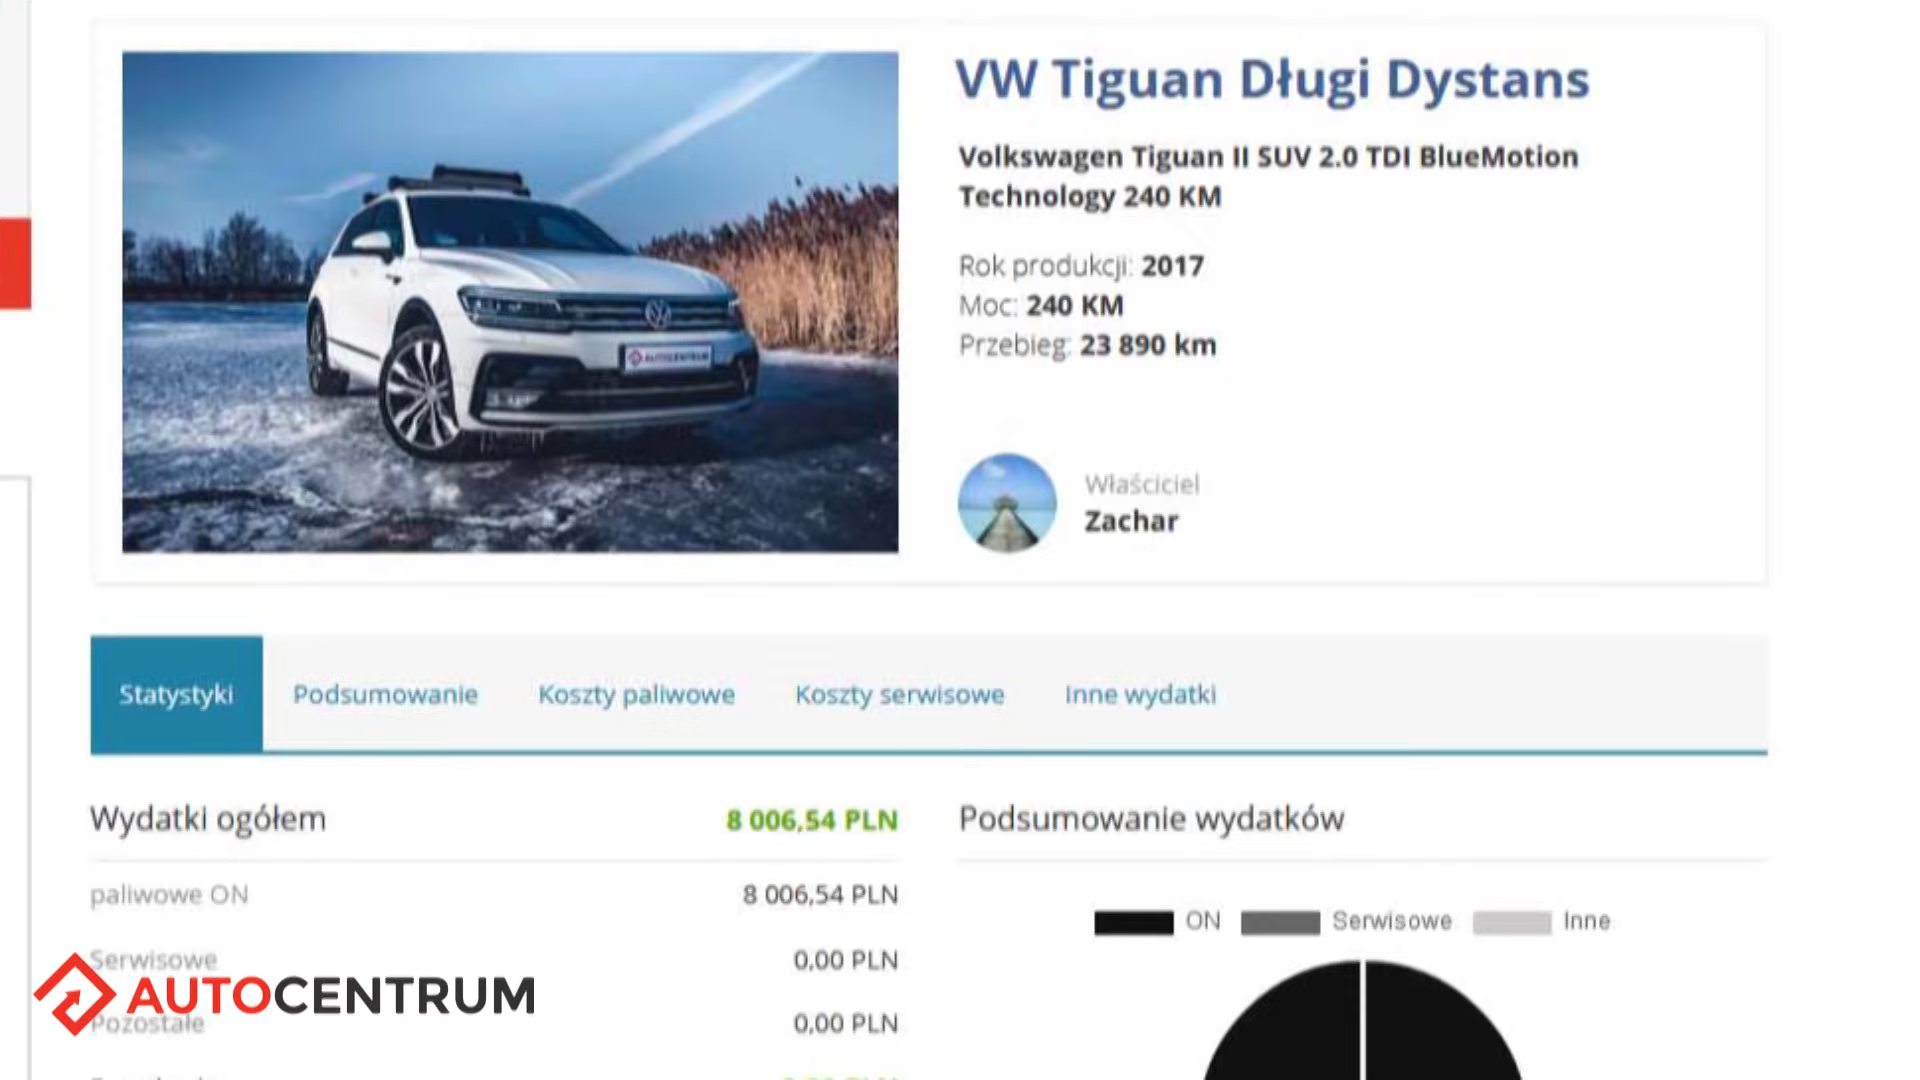 VW Tiguan Długi Dystans
Volkswagen Tiguan II SUV 2.0 TDI BlueMotion
Technology 240 KM
Rok produkcji: 2017
Moc: 240 KM
Przebieg: 23 890 km
AUTOCENTRUM
Właściciel
Zachar
Statystyki Podsumowanie Koszty paliwowe Koszty serwisowe Inne wydatki
Wydatki ogółem 8 006,54 PLN
paliwowe ON 8 006,54 PLN
Serwisowe 0,00 PLN
Pozostałe 0,00 PLN
Podsumowanie wydatków
ON Serwisowe Inne
AUTOCENTRUM